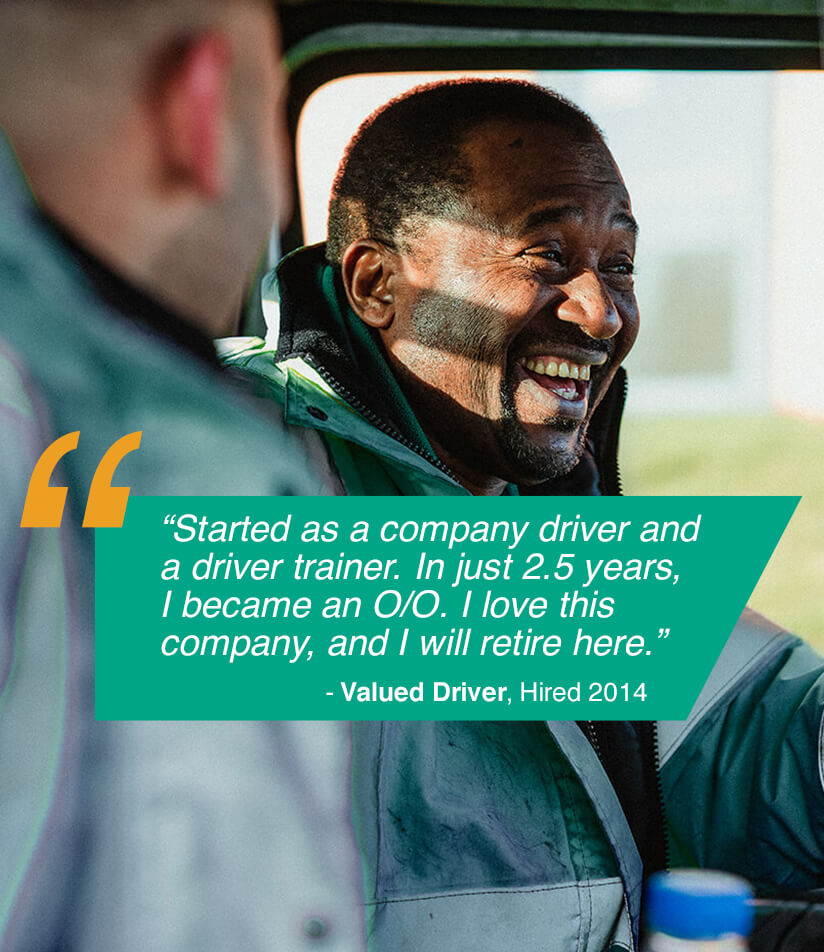 “Started as a company driver and
a driver trainer. In just 2.5 years,
I became an O/O. I love this
company, and I will retire here.”
- Valued Driver, Hired 2014